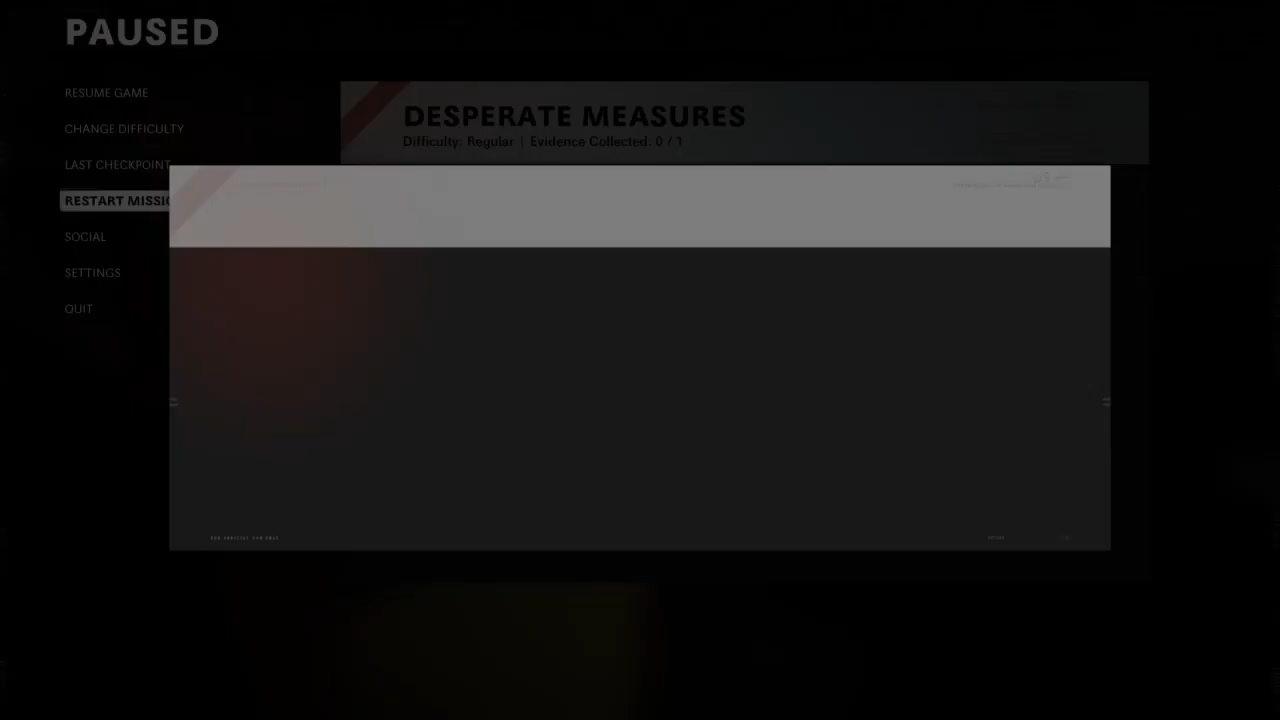 PAUSED
RESUME GAME
CHANGE DIFFICULTY
LAST CHECKPOINT
RESTART MISSIO
SOCIAL
SETTINGS
QUIT
DESPERATE MEASURES
Difficulty: Regular | Evidence Collected: 0 / 1